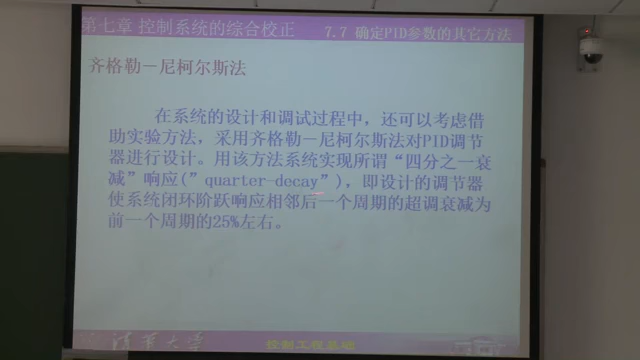 第七章 控制系统的综合校正 7.7 确定PID参数的其它方法
齐格勒－尼柯尔斯法
在系统的设计和调试过程中，还可以考虑借
助实验方法，采用齐格勒－尼柯尔斯法对PID调节
器进行设计。用该方法系统实现所谓“四分之一衰
减”响应(”quarter-decay”)，即设计的调节器
使系统闭环阶跃响应相邻后一个周期的超调衰减为
前一个周期的25%左右。
清华大学 控制工程基础